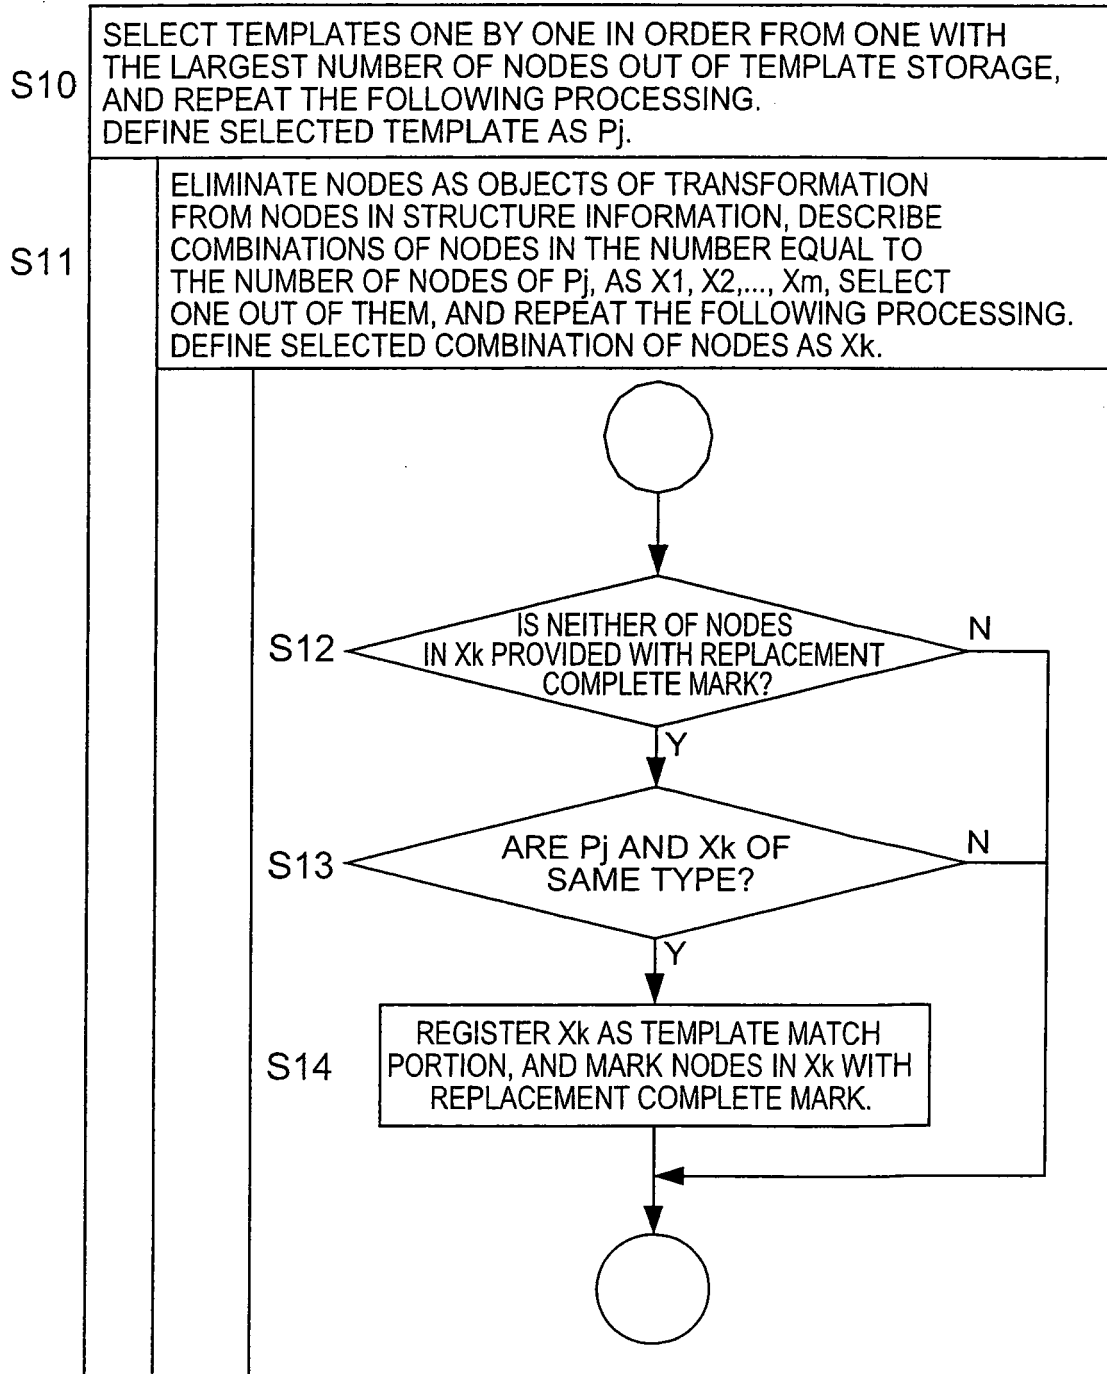 S10
SELECT TEMPLATES ONE BY ONE IN ORDER FROM ONE WITH
THE LARGEST NUMBER OF NODES OUT OF TEMPLATE STORAGE,
AND REPEAT THE FOLLOWING PROCESSING.
DEFINE SELECTED TEMPLATE AS Pj.
S11
ELIMINATE NODES AS OBJECTS OF TRANSFORMATION
FROM NODES IN STRUCTURE INFORMATION, DESCRIBE
COMBINATIONS OF NODES IN THE NUMBER EQUAL TO
THE NUMBER OF NODES OF Pj, AS X1, X2,..., Xm, SELECT
ONE OUT OF THEM, AND REPEAT THE FOLLOWING PROCESSING.
DEFINE SELECTED COMBINATION OF NODES AS Xk.
S12
IS NEITHER OF NODES
IN Xk PROVIDED WITH REPLACEMENT
COMPLETE MARK?
N
Y
S13
ARE Pj AND Xk OF
SAME TYPE?
N
Y
S14
REGISTER Xk AS TEMPLATE MATCH
PORTION, AND MARK NODES IN Xk WITH
REPLACEMENT COMPLETE MARK.